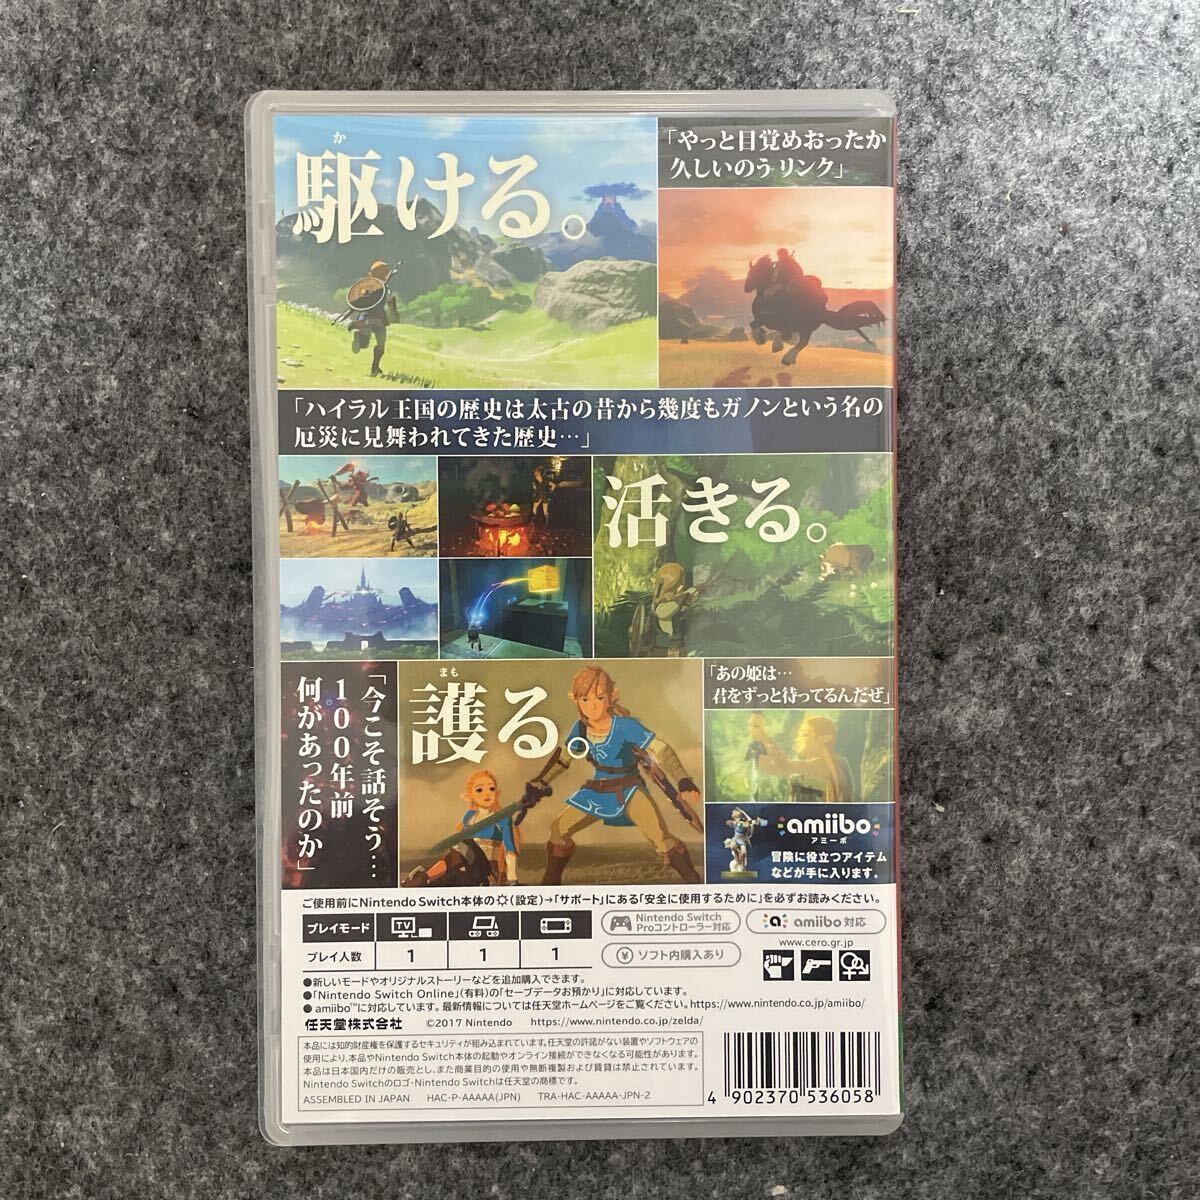 か
駆ける。
「やっと目覚めおったか
久しいのう リンク」
「ハイラル王国の歴史は太古の昔から幾度もガノンという名の
厄災に見舞われてきた歴史…」
活きる。
「今こそ話そう…
100年前
何があったのか」
まも
護る。
「あの姫は…
君をずっと待ってるんだぜ」
amiibo
アミーボ
冒険に役立つアイテム
などが手に入ります。
ご使用前にNintendo Switch本体の(設定)→「サポート」にある「安全に使用するために」を必ずお読みください。
プレイモード TV
プレイ人数 1 1 1
Nintendo Switch
Proコントローラー対応
amiibo 対応
ソフト内購入あり
www.cero.gr.jp
●新しいモードやオリジナルストーリーなどを追加購入できます。
●「Nintendo Switch Online」(有料)の「セーブデータお預かり」に対応しています。
●amiibo™に対応しています。最新情報については任天堂ホームページをご覧ください。https://www.nintendo.co.jp/amiibo/
任天堂株式会社 ©2017 Nintendo https://www.nintendo.co.jp/zelda/
本品には知的財産権を保護するセキュリティが組み込まれています。任天堂の許諾がない装置やソフトウェアの
使用により、本品やNintendo Switch本体の起動やオンライン接続ができなくなる可能性があります。
本品は日本国内だけの販売とし、また商業目的の使用や無断複製および賃貸は禁止されています。
Nintendo Switchのロゴ・Nintendo Switchは任天堂の商標です。
ASSEMBLED IN JAPAN HAC-P-AAAAA(JPN) TRA-HAC-AAAAA-JPN-2
4 902370 536058